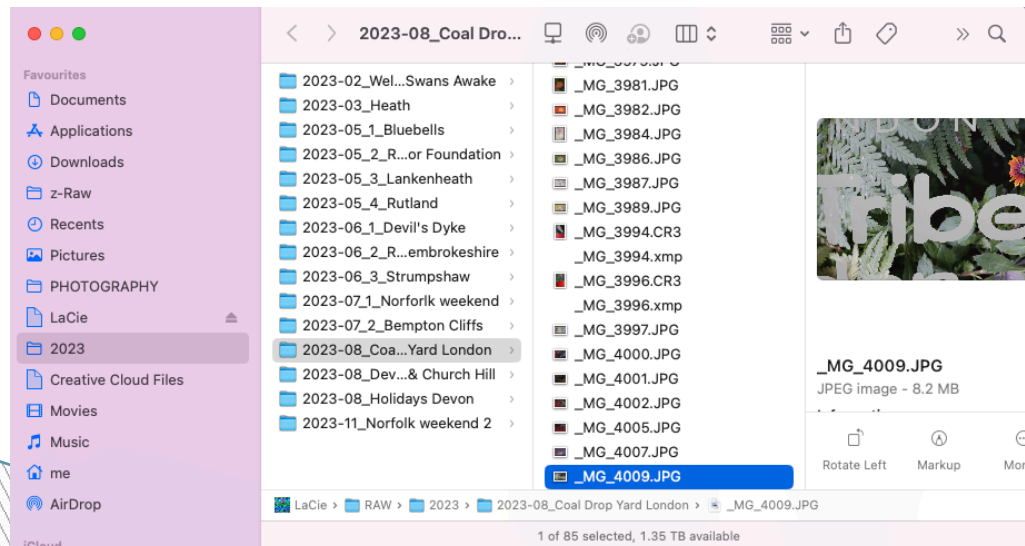 2023-08_Coal Dro...
Favourites
Documents
Applications
Downloads
z-Raw
Recents
Pictures
PHOTOGRAPHY
LaCie
2023
Creative Cloud Files
Movies
Music
me
AirDrop
iCloud
2023-02_Wel...Swans Awake
2023-03_Heath
2023-05_1_Bluebells
2023-05_2_R...or Foundation
2023-05_3_Lankenheath
2023-05_4_Rutland
2023-06_1_Devil's Dyke
2023-06_2_R...embrokeshire
2023-06_3_Strumpshaw
2023-07_1_Norforlk weekend
2023-07_2_Bempton Cliffs
2023-08_Coa...Yard London
2023-08_Dev...& Church Hill
2023-08_Holidays Devon
2023-11_Norfolk weekend 2
_MG_3981.JPG
_MG_3982.JPG
_MG_3984.JPG
_MG_3986.JPG
_MG_3987.JPG
_MG_3989.JPG
_MG_3994.CR3
_MG_3994.xmp
_MG_3996.CR3
_MG_3996.xmp
_MG_3997.JPG
_MG_4000.JPG
_MG_4001.JPG
_MG_4002.JPG
_MG_4005.JPG
_MG_4007.JPG
_MG_4009.JPG
Tribe
_MG_4009.JPG
JPEG image - 8.2 MB
Rotate Left
Markup
LaCie › RAW › 2023 › 2023-08_Coal Drop Yard London › _MG_4009.JPG
1 of 85 selected, 1.35 TB available